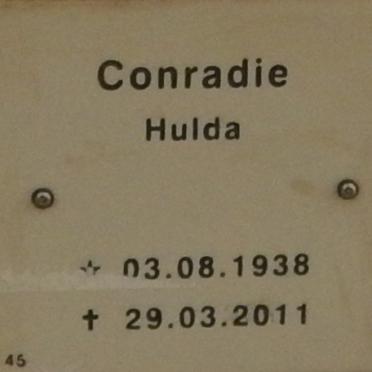 Conradie
Hulda
☆ 03.08.1938
✝ 29.03.2011
45